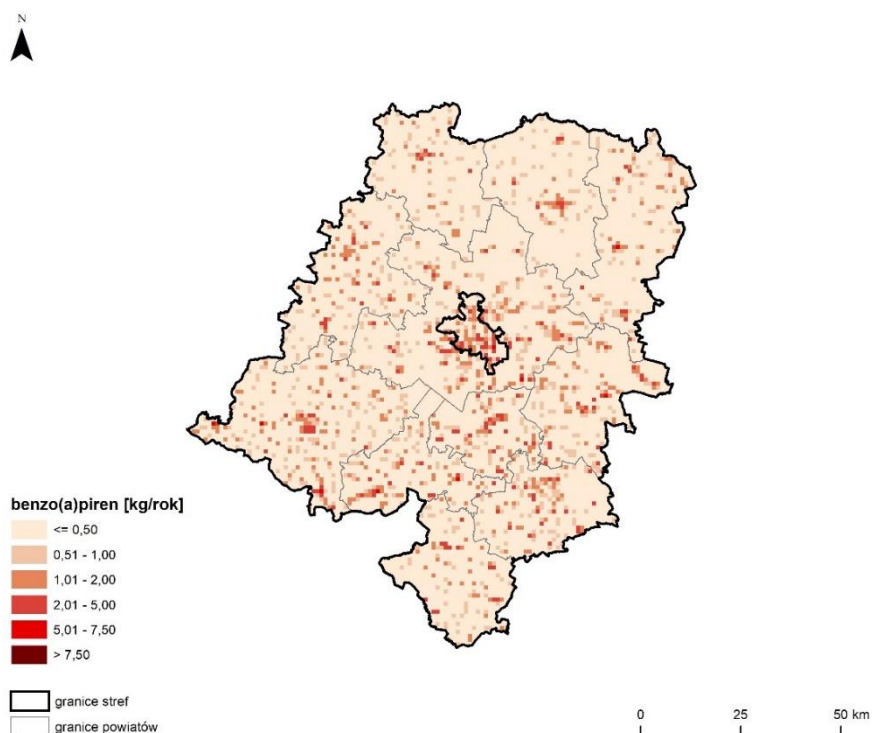 N
benzo(a)piren [kg/rok]
<= 0,50
0,51 - 1,00
1,01 - 2,00
2,01 - 5,00
5,01 - 7,50
> 7,50
granice stref
granice powiatów
0 25 50 km